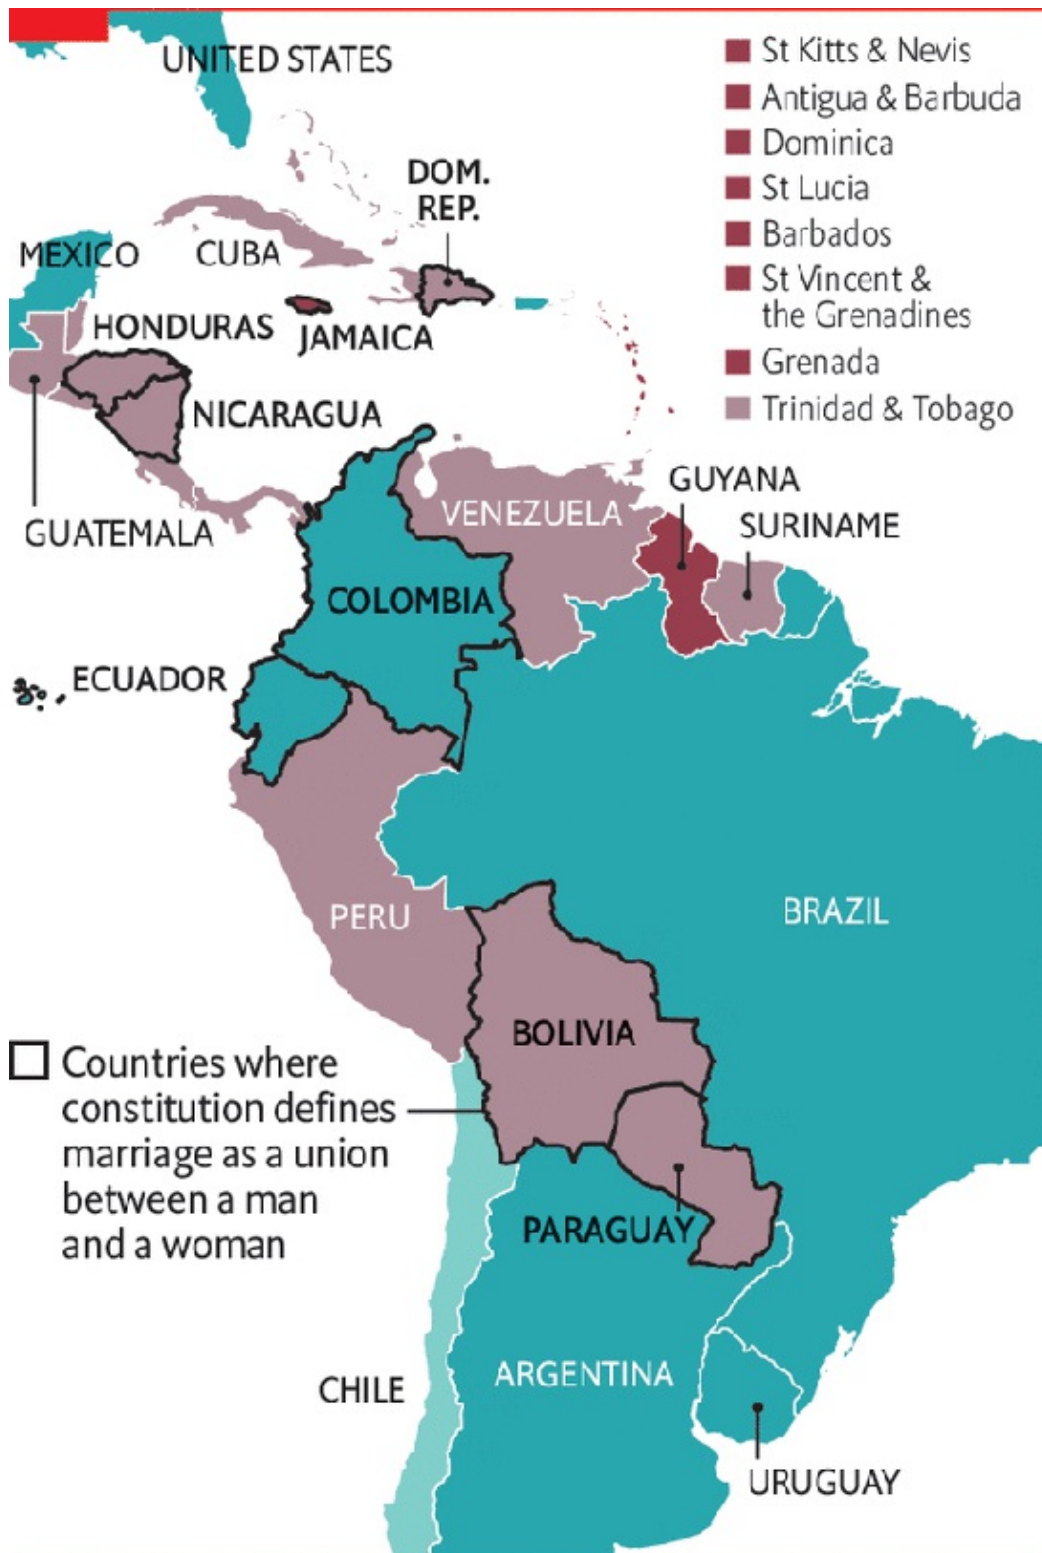 UNITED STATES
St Kitts & Nevis
Antigua & Barbuda
Dominica
St Lucia
Barbados
St Vincent &
the Grenadines
Grenada
Trinidad & Tobago
DOM.
REP.
MEXICO
CUBA
HONDURAS
JAMAICA
NICARAGUA
GUATEMALA
VENEZUELA
GUYANA
SURINAME
COLOMBIA
ECUADOR
PERU
BRAZIL
BOLIVIA
Countries where
constitution defines
marriage as a union
between a man
and a woman
PARAGUAY
CHILE
ARGENTINA
URUGUAY